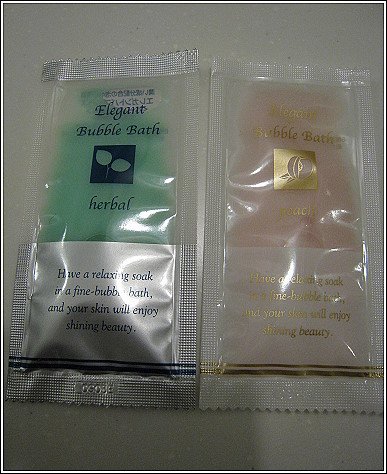 Elegant
Bubble Bath
herbal
Have a relaxing soak
in a fine-bubble bath,
and your skin will enjoy
shining beauty.
Elegant
Bubble Bath
peach
Have a relaxing soak
in a fine-bubble bath,
and your skin will enjoy
shining beauty.